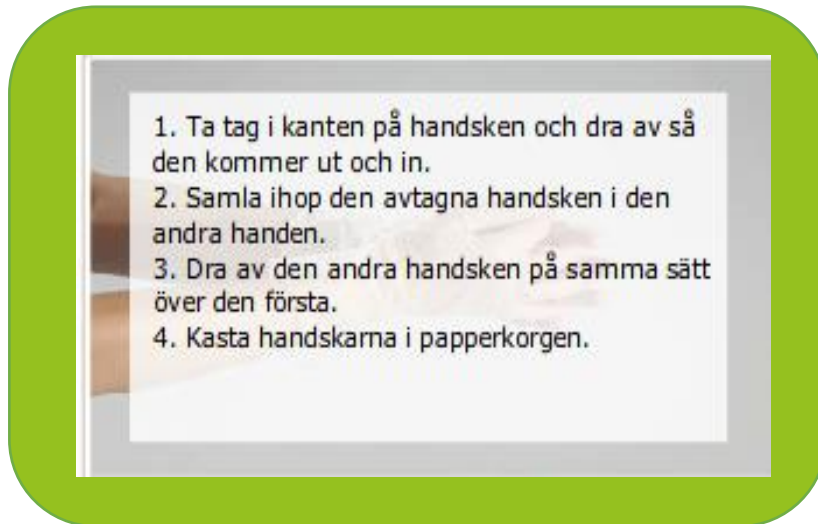 1. Ta tag i kanten på handsken och dra av så
den kommer ut och in.
2. Samla ihop den avtagna handsken i den
andra handen.
3. Dra av den andra handsken på samma sätt
över den första.
4. Kasta handskarna i papperkorgen.